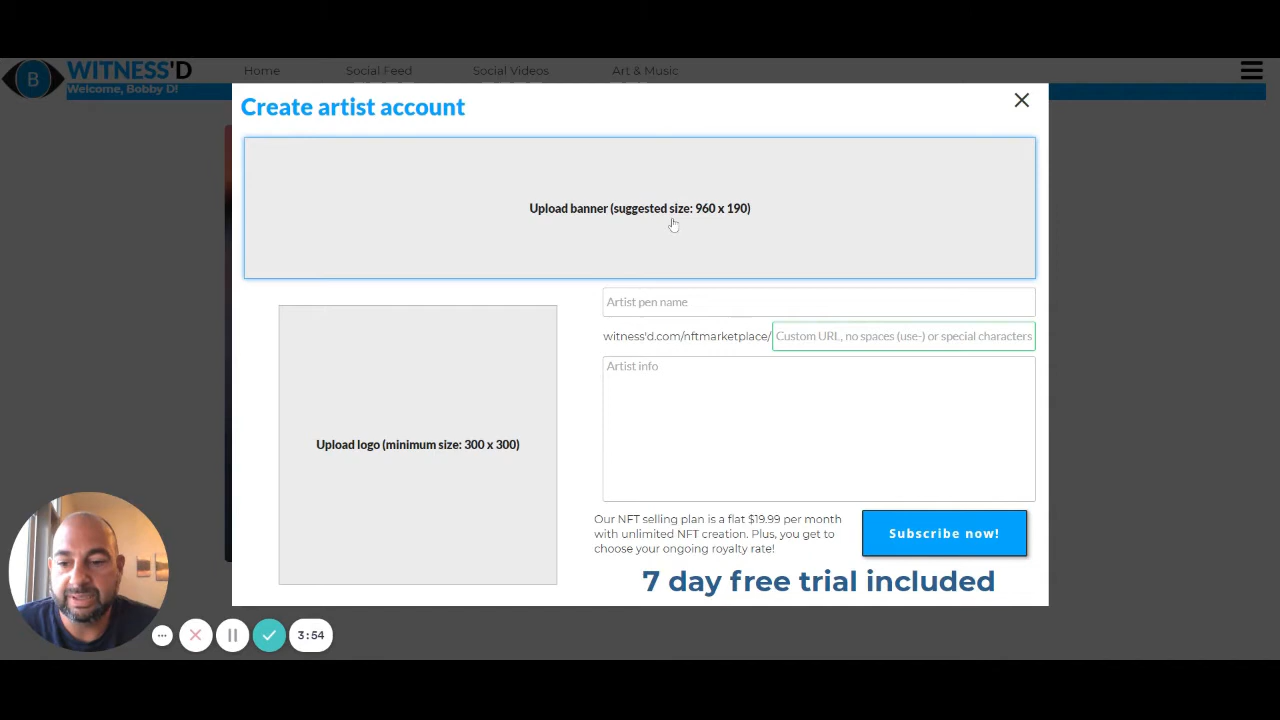 B
WITNESS'D
Welcome, Bobby D!
Home
Social Feed
Social Videos
Art & Music
Create artist account
Upload banner (suggested size: 960 x 190)
Artist pen name
witness'd.com/nftmarketplace/
Custom URL, no spaces (use-) or special characters
Artist info
Upload logo (minimum size: 300 x 300)
Our NFT selling plan is a flat $19.99 per month
with unlimited NFT creation. Plus, you get to
choose your ongoing royalty rate!
Subscribe now!
7 day free trial included
3:54